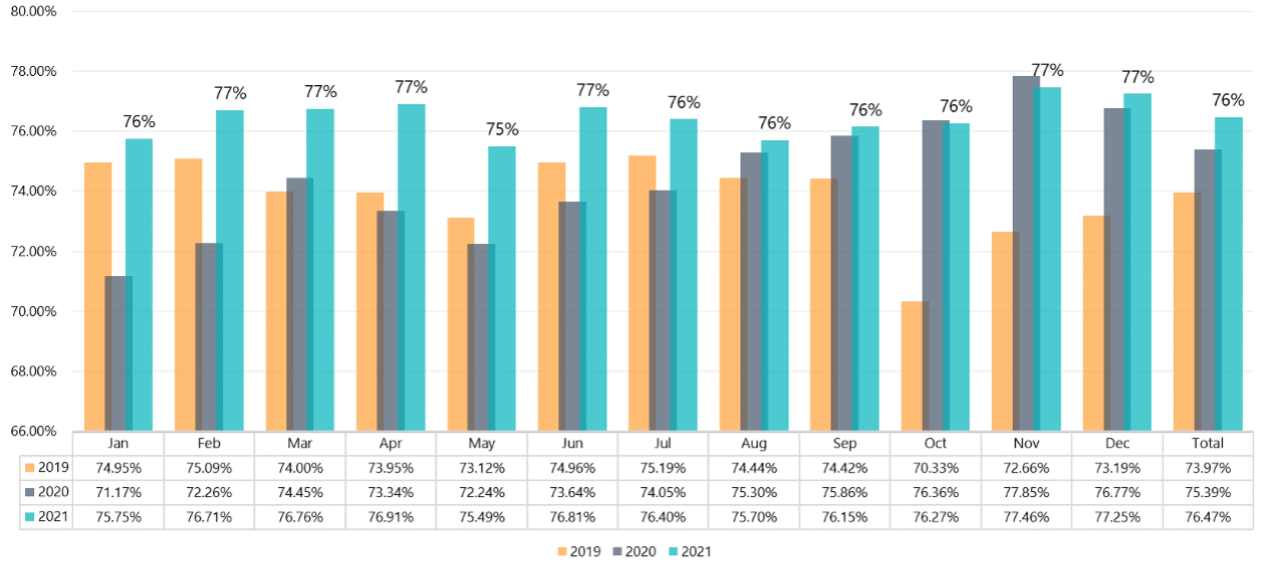 80.00%
78.00%
76.00%
74.00%
72.00%
70.00%
68.00%
66.00%
76% 77% 77% 77% 75% 77% 76% 76% 76% 76% 77% 77% 76%
Jan Feb Mar Apr May Jun Jul Aug Sep Oct Nov Dec Total
2019 74.95% 75.09% 74.00% 73.95% 73.12% 74.96% 75.19% 74.44% 74.42% 70.33% 72.66% 73.19% 73.97%
2020 71.17% 72.26% 74.45% 73.34% 72.24% 73.64% 74.05% 75.30% 75.86% 76.36% 77.85% 76.77% 75.39%
2021 75.75% 76.71% 76.76% 76.91% 75.49% 76.81% 76.40% 75.70% 76.15% 76.27% 77.46% 77.25% 76.47%
2019 2020 2021